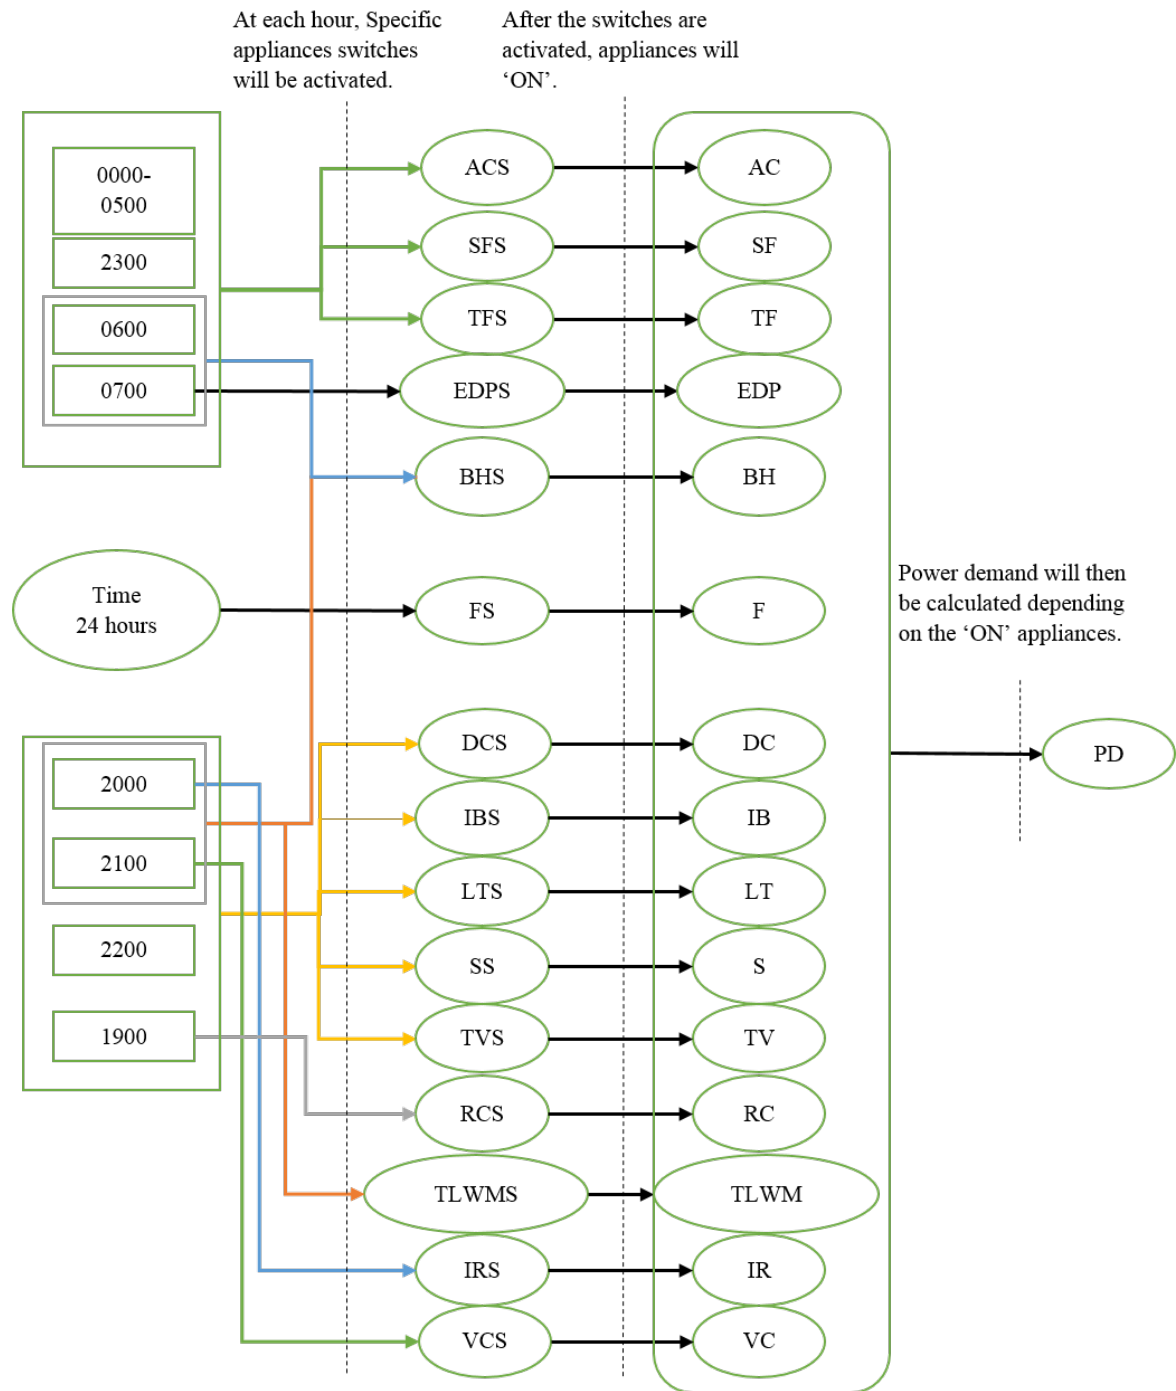 At each hour, Specific
appliances switches
will be activated.
After the switches are
activated, appliances will
‘ON’.
0000-
0500
2300
0600
0700
ACS
AC
SFS
SF
TFS
TF
EDPS
EDP
BHS
BH
Time
24 hours
FS
F
Power demand will then
be calculated depending
on the ‘ON’ appliances.
PD
2000
2100
2200
1900
DCS
DC
IBS
IB
LTS
LT
SS
S
TVS
TV
RCS
RC
TLWMS
TLWM
IRS
IR
VCS
VC